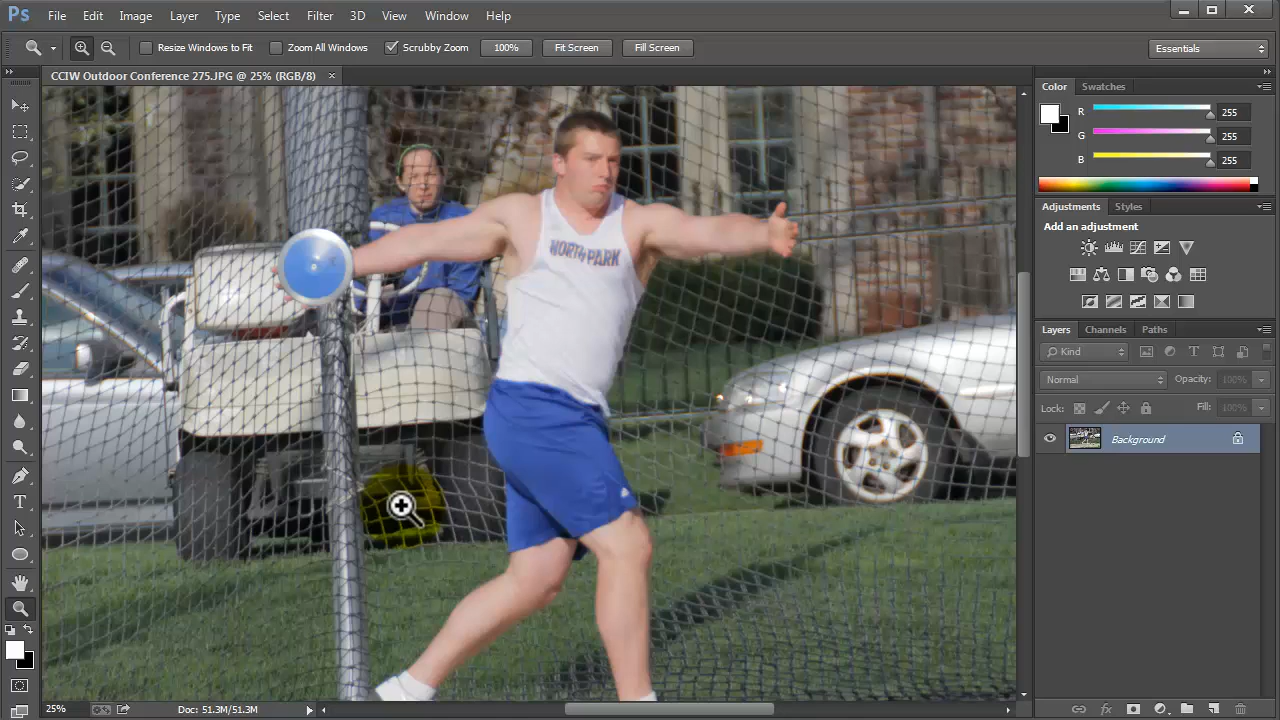 Ps File Edit Image Layer Type Select Filter 3D View Window Help
Resize Windows to Fit Zoom All Windows Scrubby Zoom 100% Fit Screen Fill Screen Essentials
CCIW Outdoor Conference 275.JPG @ 25% (RGB/8) ×
Color Swatches
R 255
G 255
B 255
Adjustments Styles
Add an adjustment
Layers Channels Paths
Kind
Normal Opacity: 100%
Lock: Fill: 100%
Background
NORTH PARK
25% Doc: 51.3M/51.3M